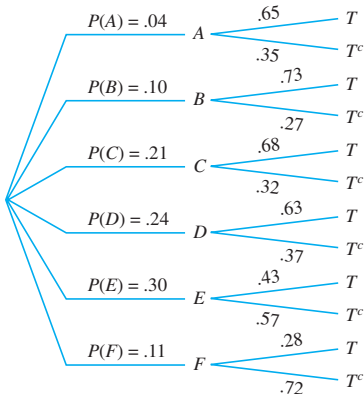 P(A) = .04 A .65 T
.35 T^c
P(B) = .10 B .73 T
.27 T^c
P(C) = .21 C .68 T
.32 T^c
P(D) = .24 D .63 T
.37 T^c
P(E) = .30 E .43 T
.57 T^c
P(F) = .11 F .28 T
.72 T^c